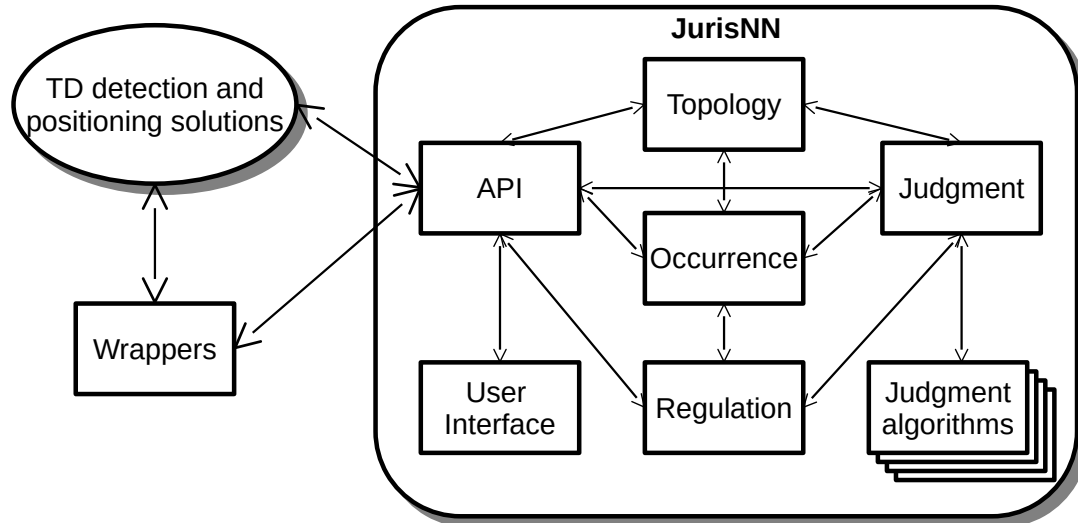 JurisNN
TD detection and
positioning solutions
Topology
API
Judgment
Occurrence
Wrappers
User
Interface
Regulation
Judgment
algorithms